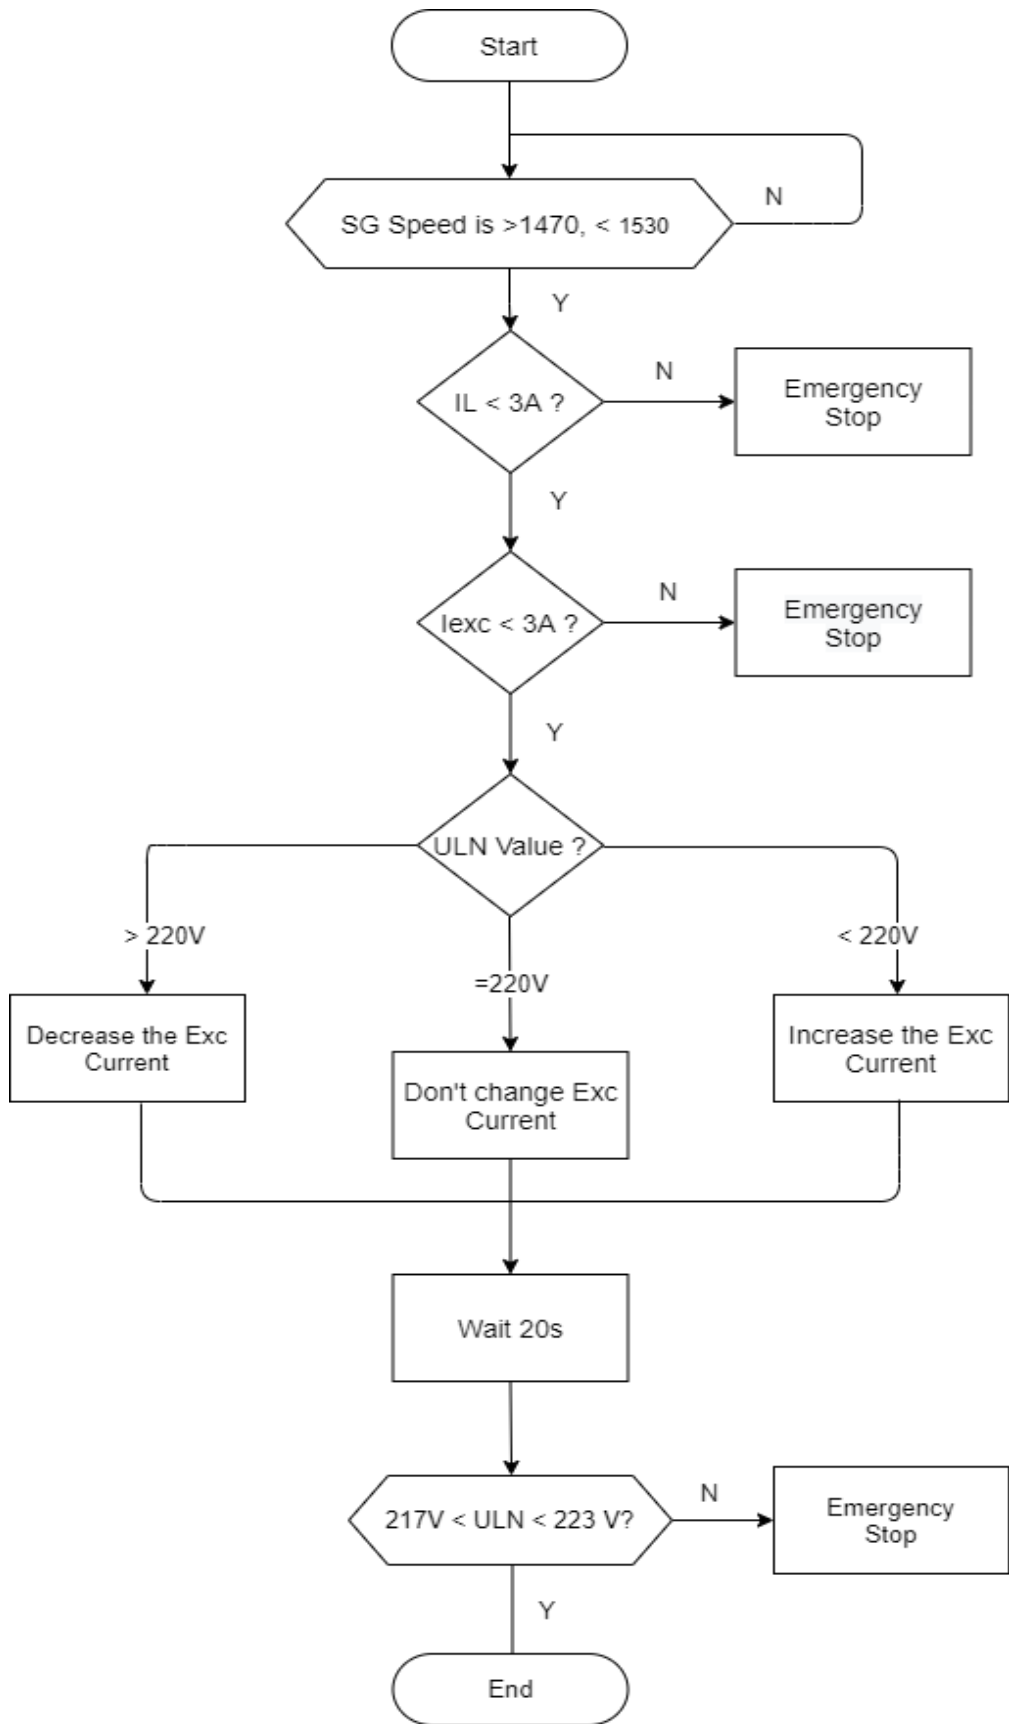 Start
N
SG Speed is >1470, < 1530
Y
IL < 3A ?
N
Emergency
Stop
Y
Iexc < 3A ?
N
Emergency
Stop
Y
ULN Value ?
> 220V
=220V
< 220V
Decrease the Exc
Current
Don't change Exc
Current
Increase the Exc
Current
Wait 20s
217V < ULN < 223 V?
N
Emergency
Stop
Y
End